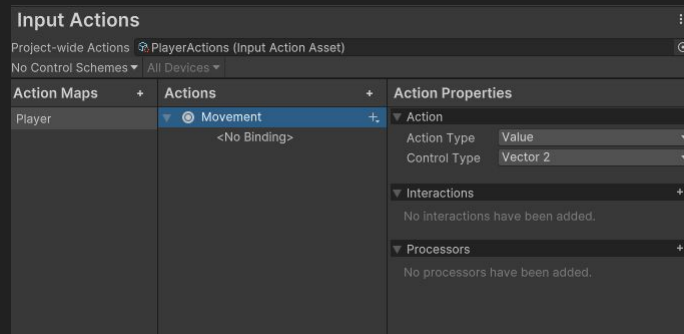 Input Actions
Project-wide Actions PlayerActions (Input Action Asset)
No Control Schemes All Devices
Action Maps + Actions + Action Properties
Player Movement + Action
<No Binding> Action Type Value
Control Type Vector 2
Interactions +
No interactions have been added.
Processors +
No processors have been added.